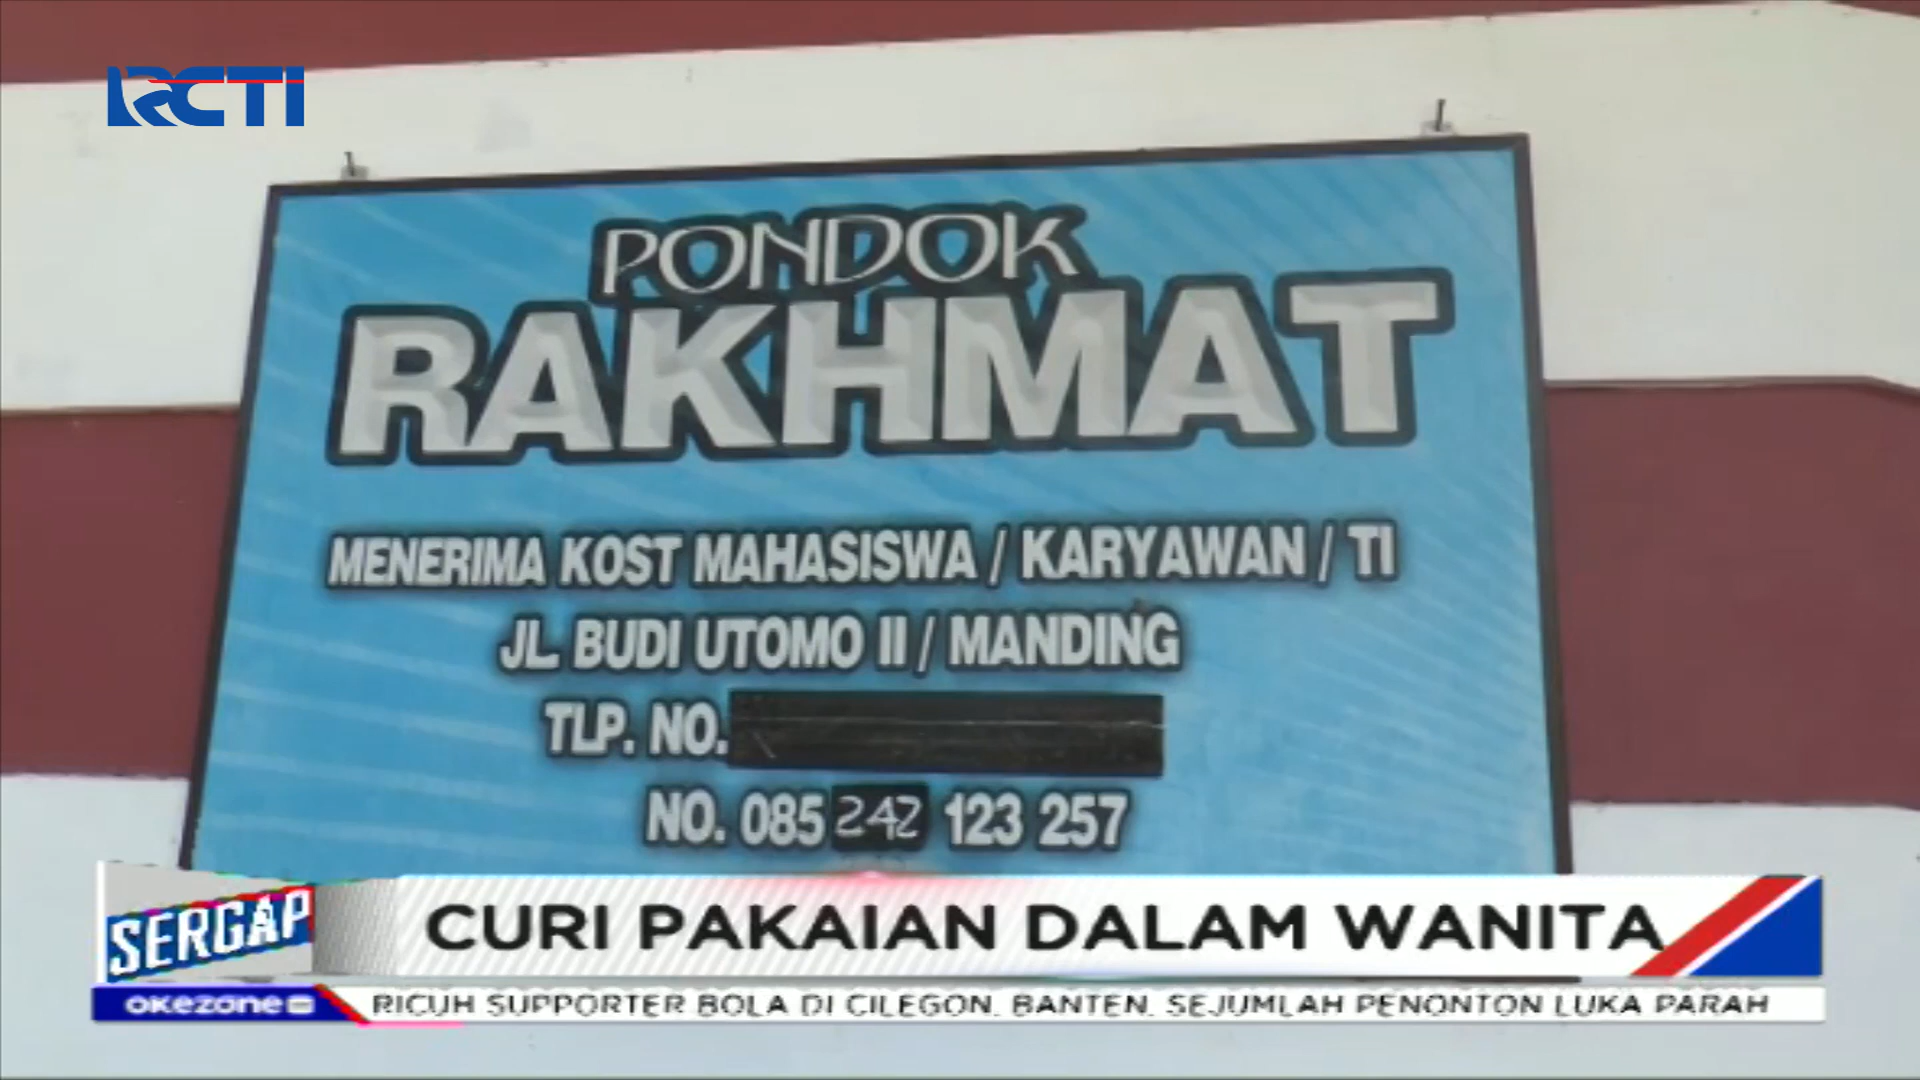 RCTI
PONDOK
RAKHMAT
MENERIMA KOST MAHASISWA / KARYAWAN / TI
JL. BUDI UTOMO II / MANDING
TLP. NO.
NO. 085 242 123 257
SERGAP
CURI PAKAIAN DALAM WANITA
okezone
RICUH SUPPORTER BOLA DI CILEGON, BANTEN, SEJUMLAH PENONTON LUKA PARAH